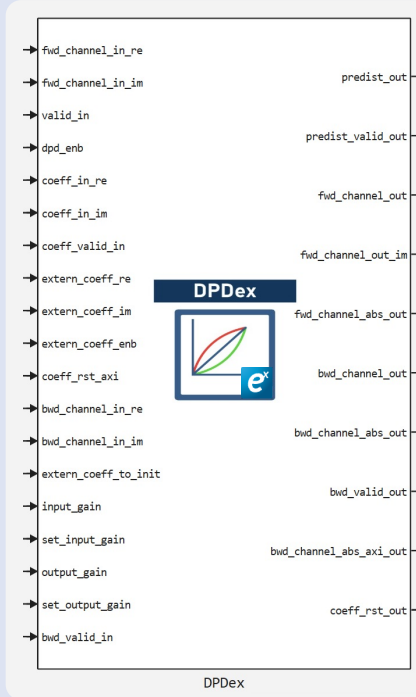 fwd_channel_in_re
fwd_channel_in_im
valid_in
dpd_enb
coeff_in_re
coeff_in_im
coeff_valid_in
extern_coeff_re
extern_coeff_im
extern_coeff_enb
coeff_rst_axi
bwd_channel_in_re
bwd_channel_in_im
extern_coeff_to_init
input_gain
set_input_gain
output_gain
set_output_gain
bwd_valid_in
DPDex
ex
predist_out
predist_valid_out
fwd_channel_out
fwd_channel_out_im
fwd_channel_abs_out
bwd_channel_out
bwd_channel_abs_out
bwd_valid_out
bwd_channel_abs_axi_out
coeff_rst_out
DPDex